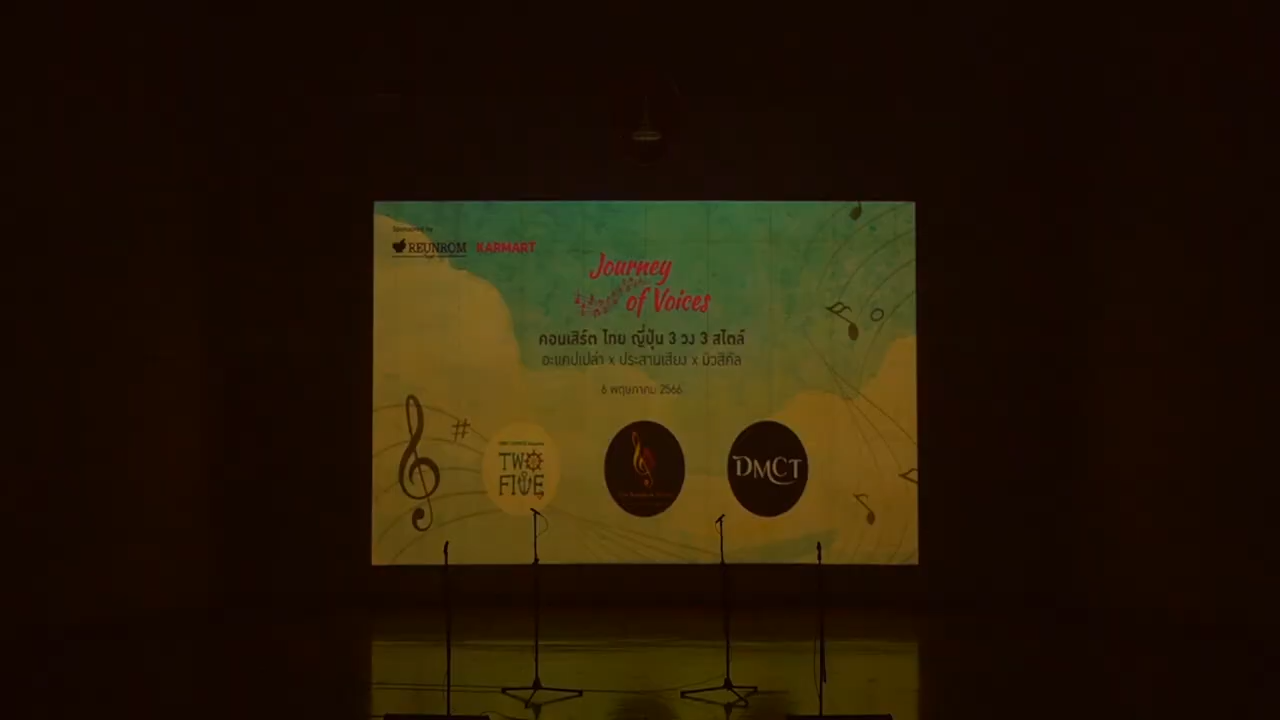 Sponsored by
REUNROM KARMART
Journey
of Voices
คอนเสิร์ต ไทย ญี่ปุ่น 3 วง 3 สไตล์
อะแคปเปล่า x ประสานเสียง x มิวสิคัล
6 พฤษภาคม 2566
TWO
FIVE
DMCT